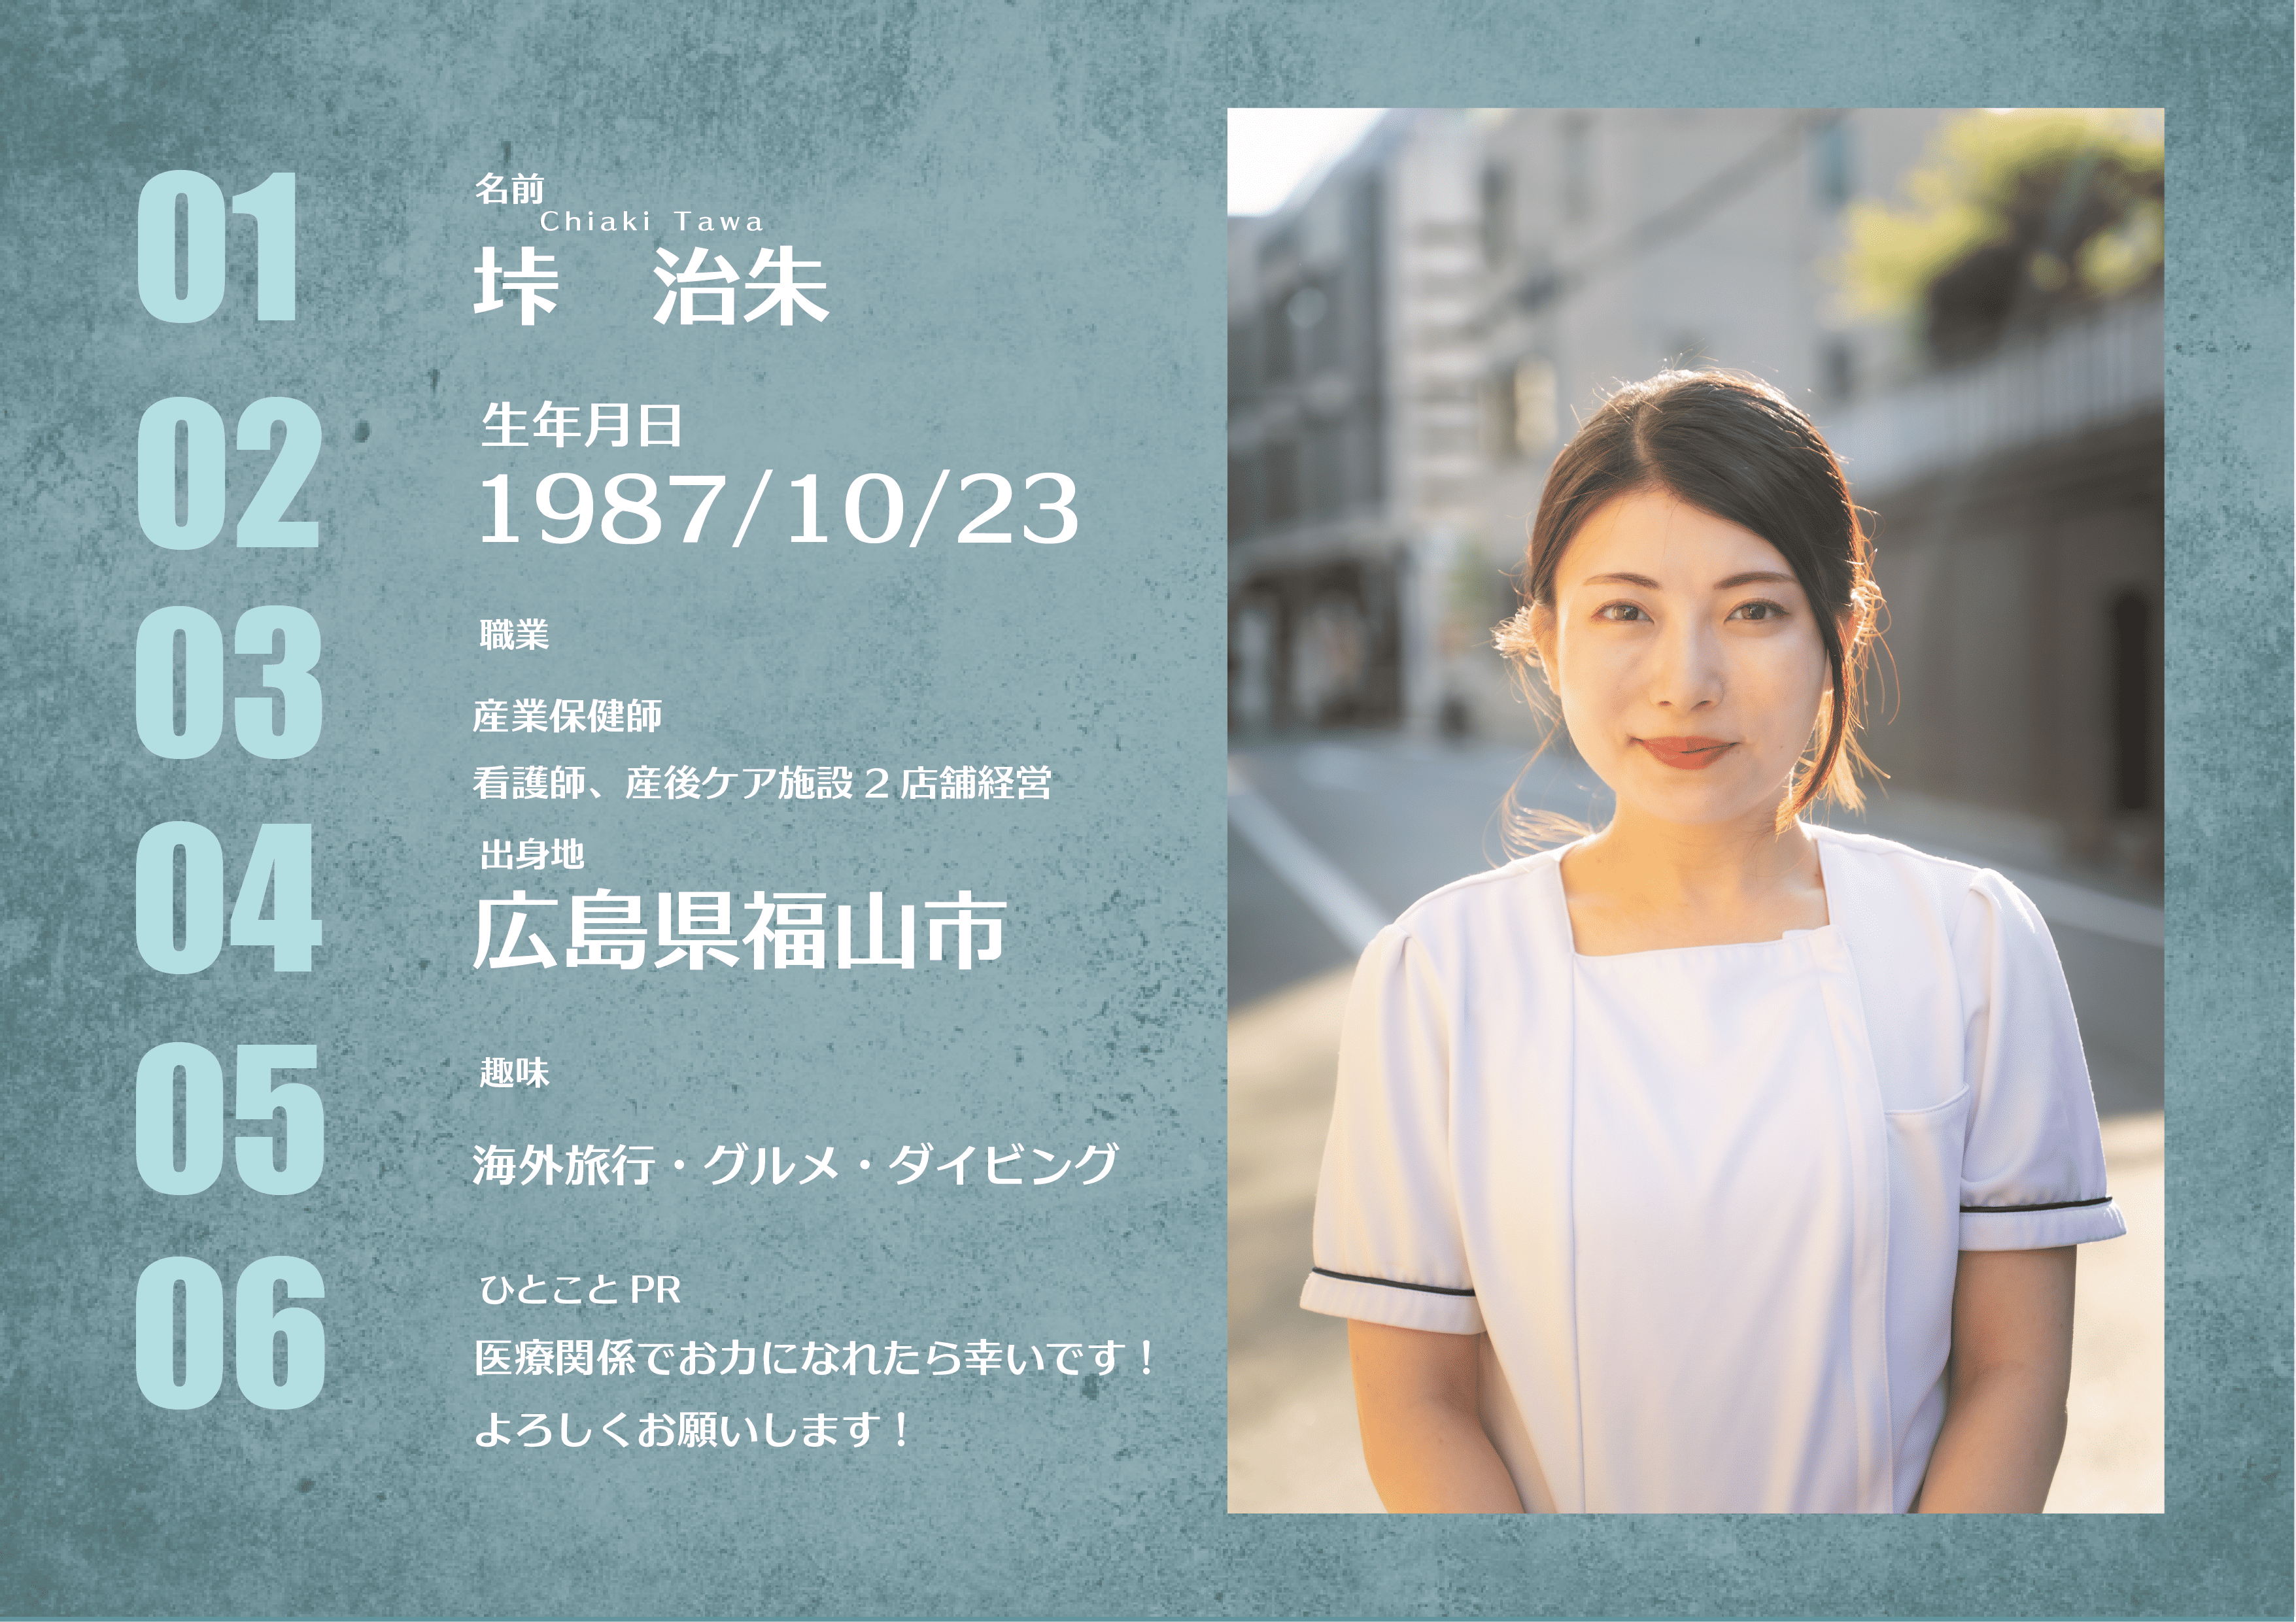 01
名前
Chiaki Tawa
垰　治朱
02
生年月日
1987/10/23
03
職業
産業保健師
看護師、産後ケア施設2店舗経営
04
出身地
広島県福山市
05
趣味
海外旅行・グルメ・ダイビング
06
ひとことPR
医療関係でお力になれたら幸いです！
よろしくお願いします！